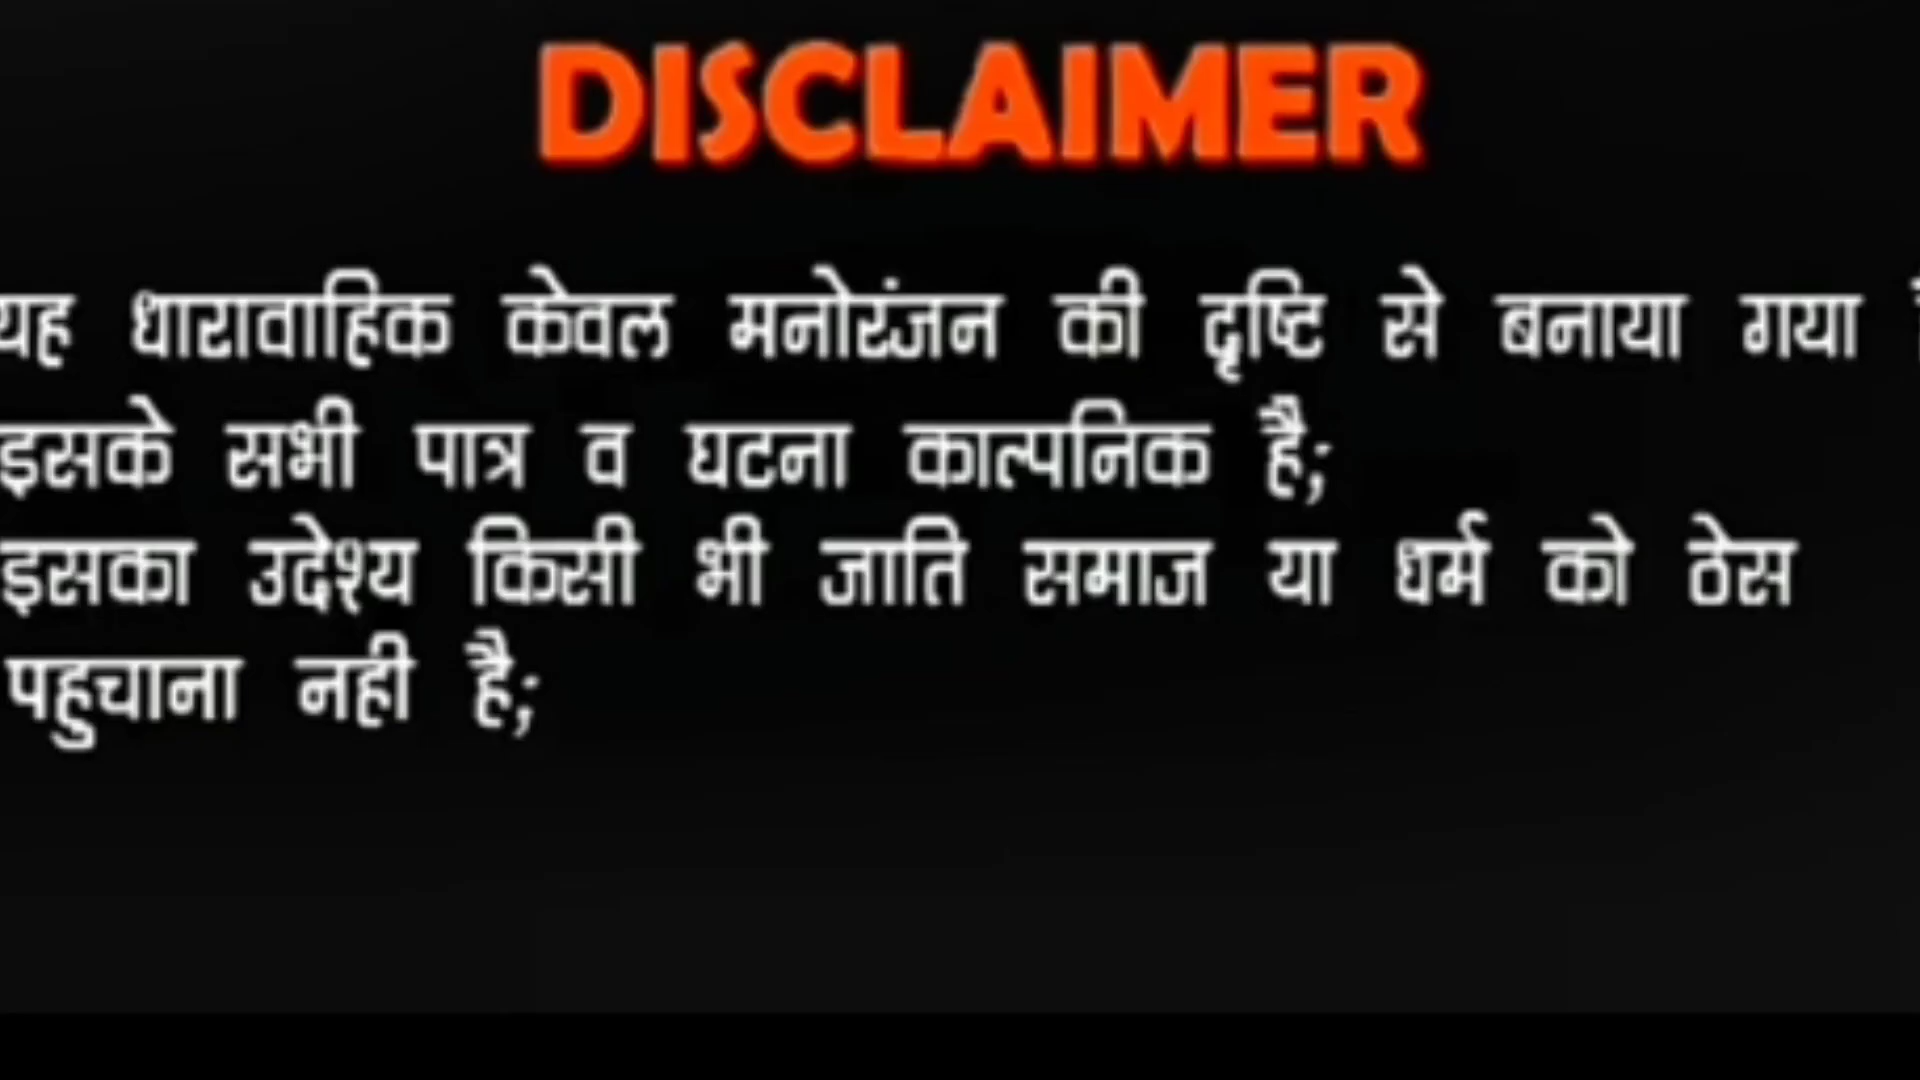 DISCLAIMER
यह धारावाहिक केवल मनोरंजन की दृष्टि से बनाया गया
इसके सभी पात्र व घटना काल्पनिक है;
इसका उदेश्य किसी भी जाति समाज या धर्म को ठेस
पहुचाना नही है;